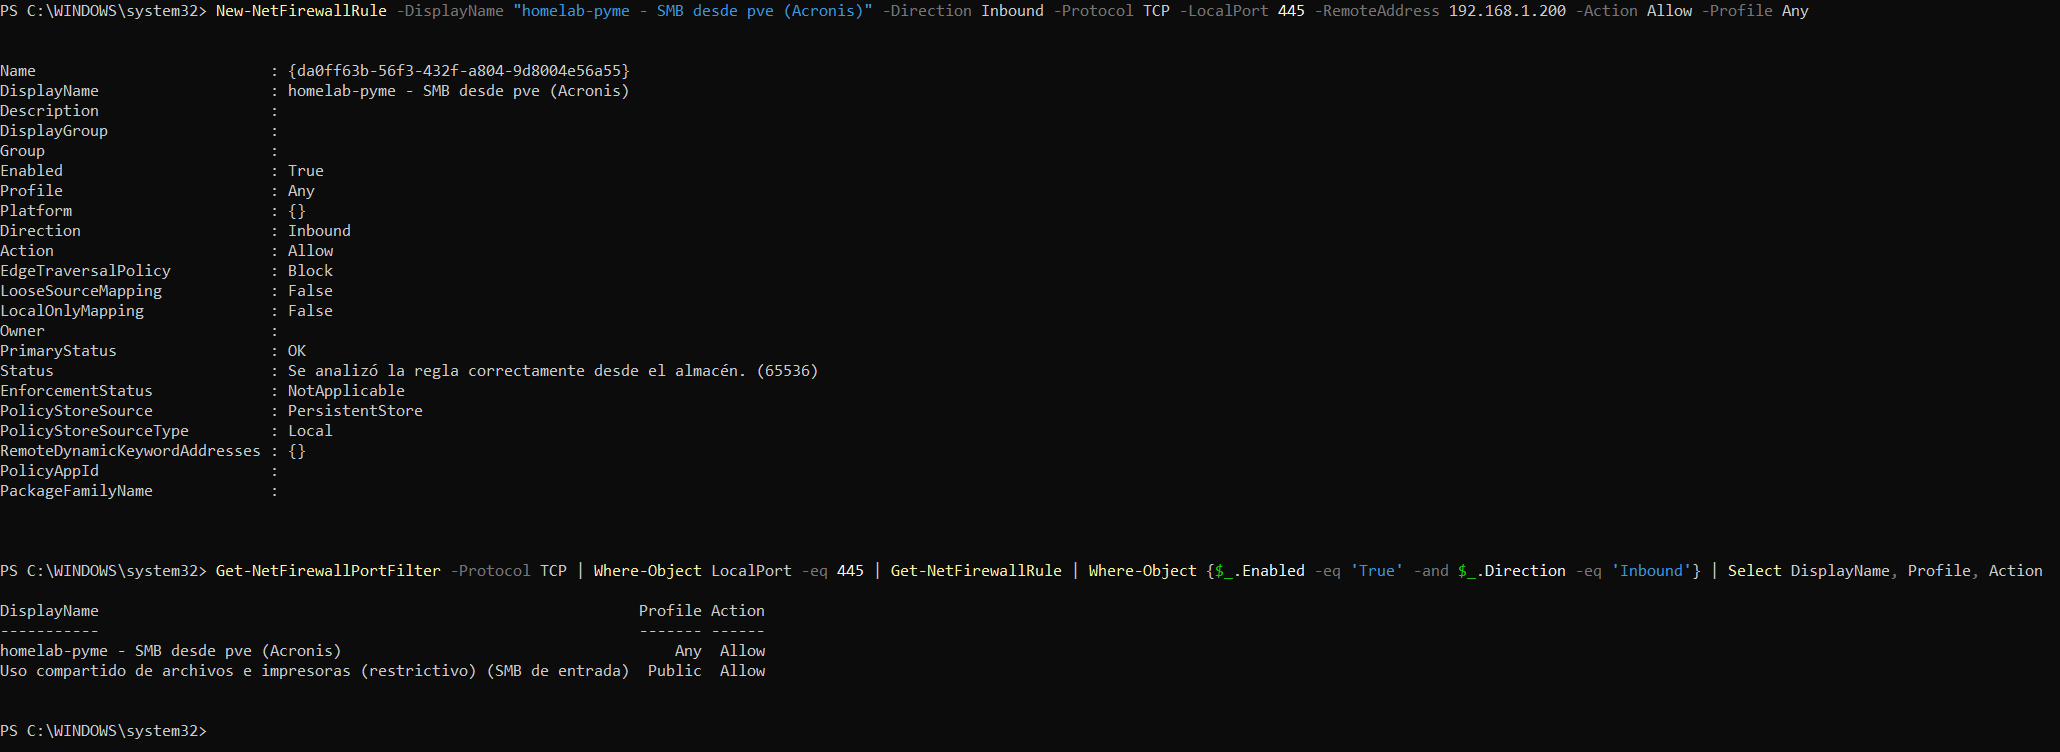 PS C:\WINDOWS\system32> New-NetFirewallRule -DisplayName "homelab-pyme - SMB desde pve (Acronis)" -Direction Inbound -Protocol TCP -LocalPort 445 -RemoteAddress 192.168.1.200 -Action Allow -Profile Any
Name                          : {da0ff63b-56f3-432f-a804-9d8004e56a55}
DisplayName                   : homelab-pyme - SMB desde pve (Acronis)
Description                   :
DisplayGroup                  :
Group                         :
Enabled                       : True
Profile                       : Any
Platform                      : {}
Direction                     : Inbound
Action                        : Allow
EdgeTraversalPolicy           : Block
LooseSourceMapping            : False
LocalOnlyMapping              : False
Owner                         :
PrimaryStatus                 : OK
Status                        : Se analizó la regla correctamente desde el almacén. (65536)
EnforcementStatus             : NotApplicable
PolicyStoreSource             : PersistentStore
PolicyStoreSourceType         : Local
RemoteDynamicKeywordAddresses : {}
PolicyAppId                   :
PackageFamilyName             :
PS C:\WINDOWS\system32> Get-NetFirewallPortFilter -Protocol TCP | Where-Object LocalPort -eq 445 | Get-NetFirewallRule | Where-Object {$_.Enabled -eq 'True' -and $_.Direction -eq 'Inbound'} | Select DisplayName, Profile, Action
DisplayName                                                            Profile Action
-----------                                                            ------- ------
homelab-pyme - SMB desde pve (Acronis)                                     Any  Allow
Uso compartido de archivos e impresoras (restrictivo) (SMB de entrada)  Public  Allow
PS C:\WINDOWS\system32>